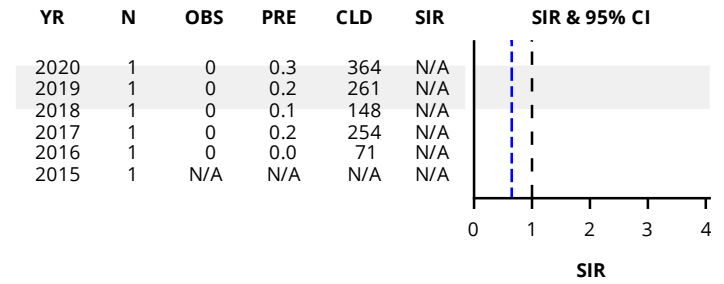 YR N OBS PRE CLD SIR SIR & 95% CI
2020 1 0 0.3 364 N/A
2019 1 0 0.2 261 N/A
2018 1 0 0.1 148 N/A
2017 1 0 0.2 254 N/A
2016 1 0 0.0 71 N/A
2015 1 N/A N/A N/A N/A
0 1 2 3 4
SIR